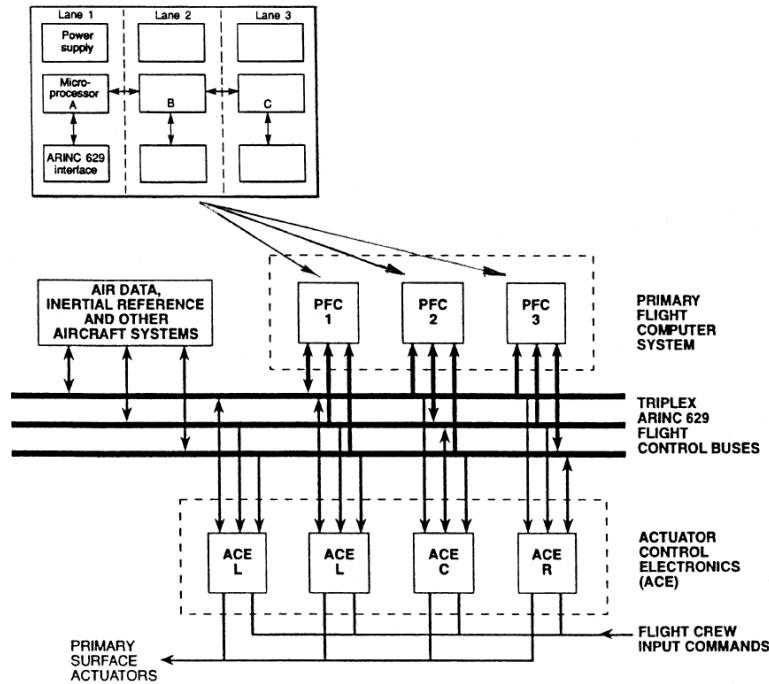 Lane 1
Lane 2
Lane 3
Power
supply
Micro-
processor
A
B
C
ARINC 629
interface
AIR DATA,
INERTIAL REFERENCE
AND OTHER
AIRCRAFT SYSTEMS
PFC
1
PFC
2
PFC
3
PRIMARY
FLIGHT
COMPUTER
SYSTEM
TRIPLEX
ARINC 629
FLIGHT
CONTROL BUSES
ACE
L
ACE
L
ACE
C
ACE
R
ACTUATOR
CONTROL
ELECTRONICS
(ACE)
FLIGHT CREW
INPUT COMMANDS
PRIMARY
SURFACE
ACTUATORS